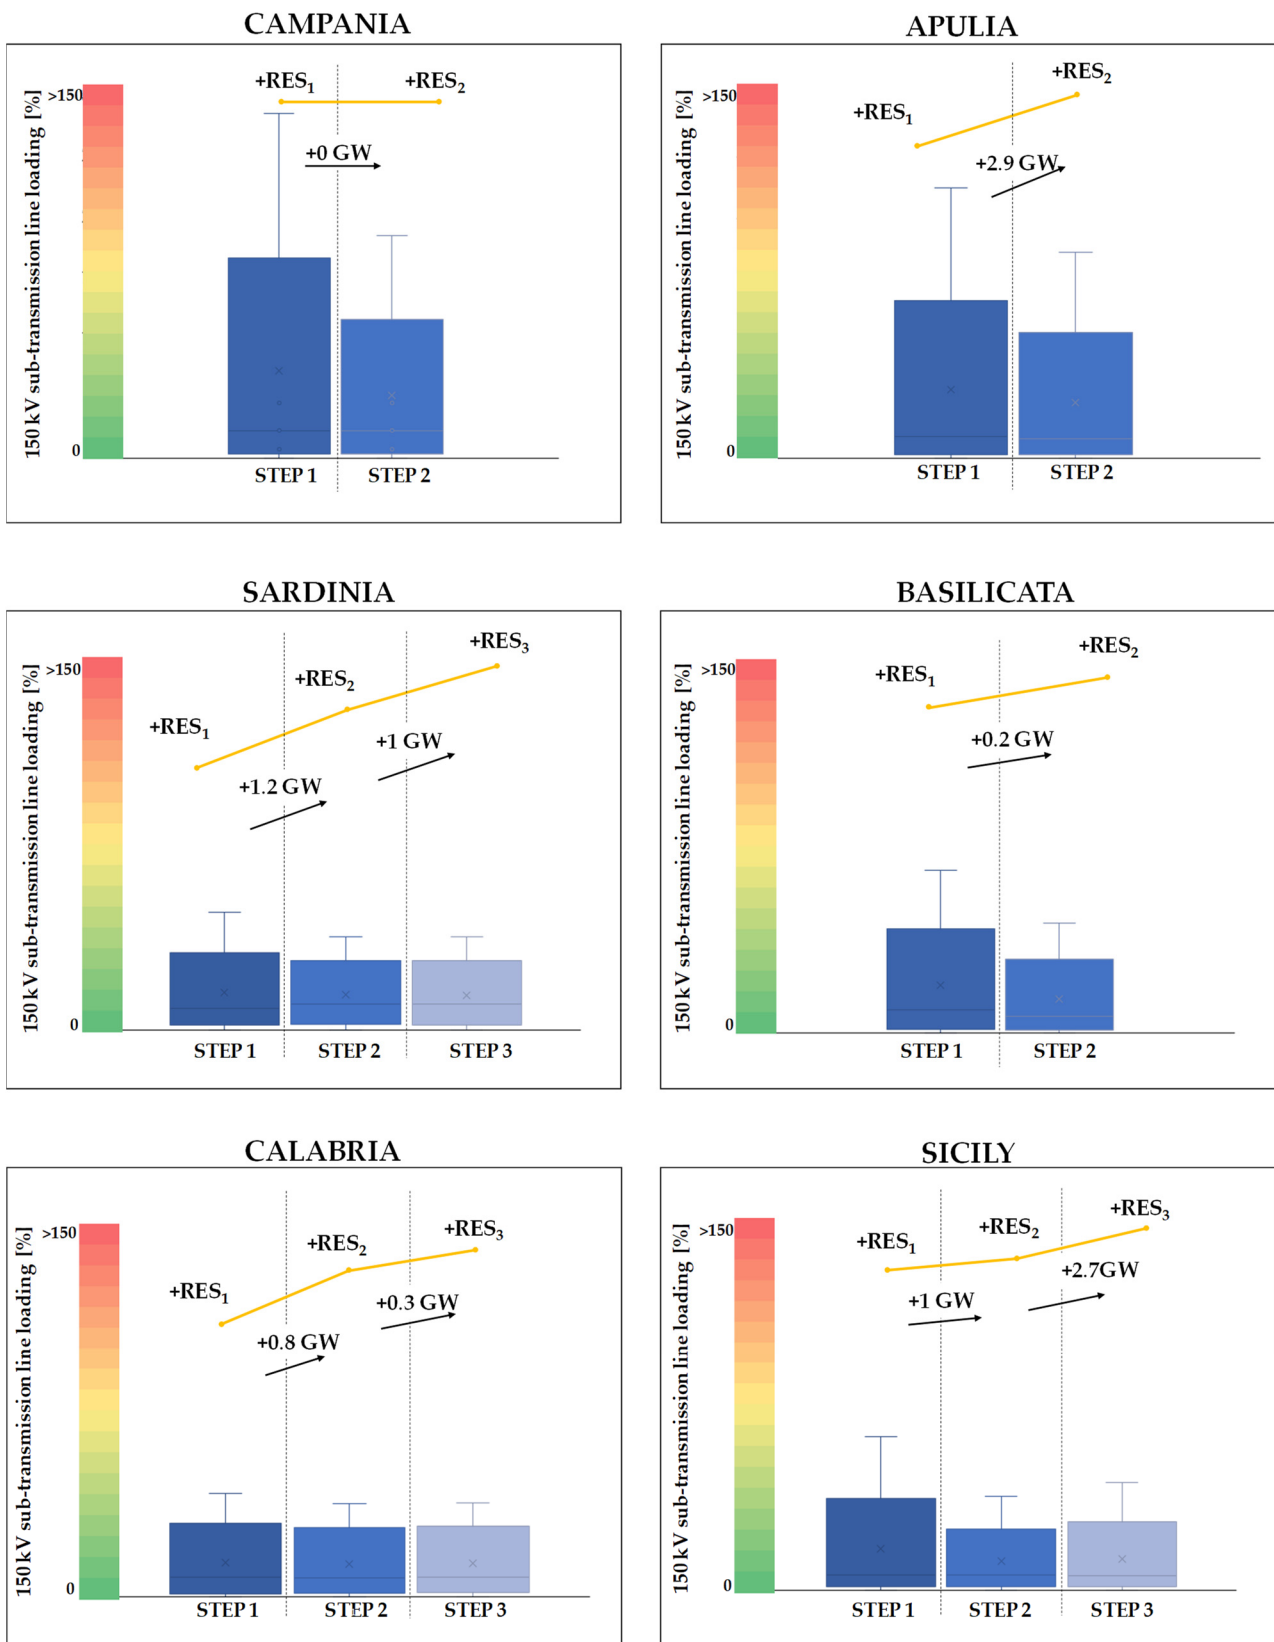 CAMPANIA
150 kV sub-transmission line loading [%]
>150
0
+RES1
+RES2
+0 GW
STEP 1
STEP 2
APULIA
150 kV sub-transmission line loading [%]
>150
0
+RES1
+RES2
+2.9 GW
STEP 1
STEP 2
SARDINIA
150 kV sub-transmission line loading [%]
>150
0
+RES1
+RES2
+RES3
+1.2 GW
+1 GW
STEP 1
STEP 2
STEP 3
BASILICATA
150 kV sub-transmission line loading [%]
>150
0
+RES1
+RES2
+0.2 GW
STEP 1
STEP 2
CALABRIA
150 kV sub-transmission line loading [%]
>150
0
+RES1
+RES2
+RES3
+0.8 GW
+0.3 GW
STEP 1
STEP 2
STEP 3
SICILY
150 kV sub-transmission line loading [%]
>150
0
+RES1
+RES2
+RES3
+1 GW
+2.7GW
STEP 1
STEP 2
STEP 3